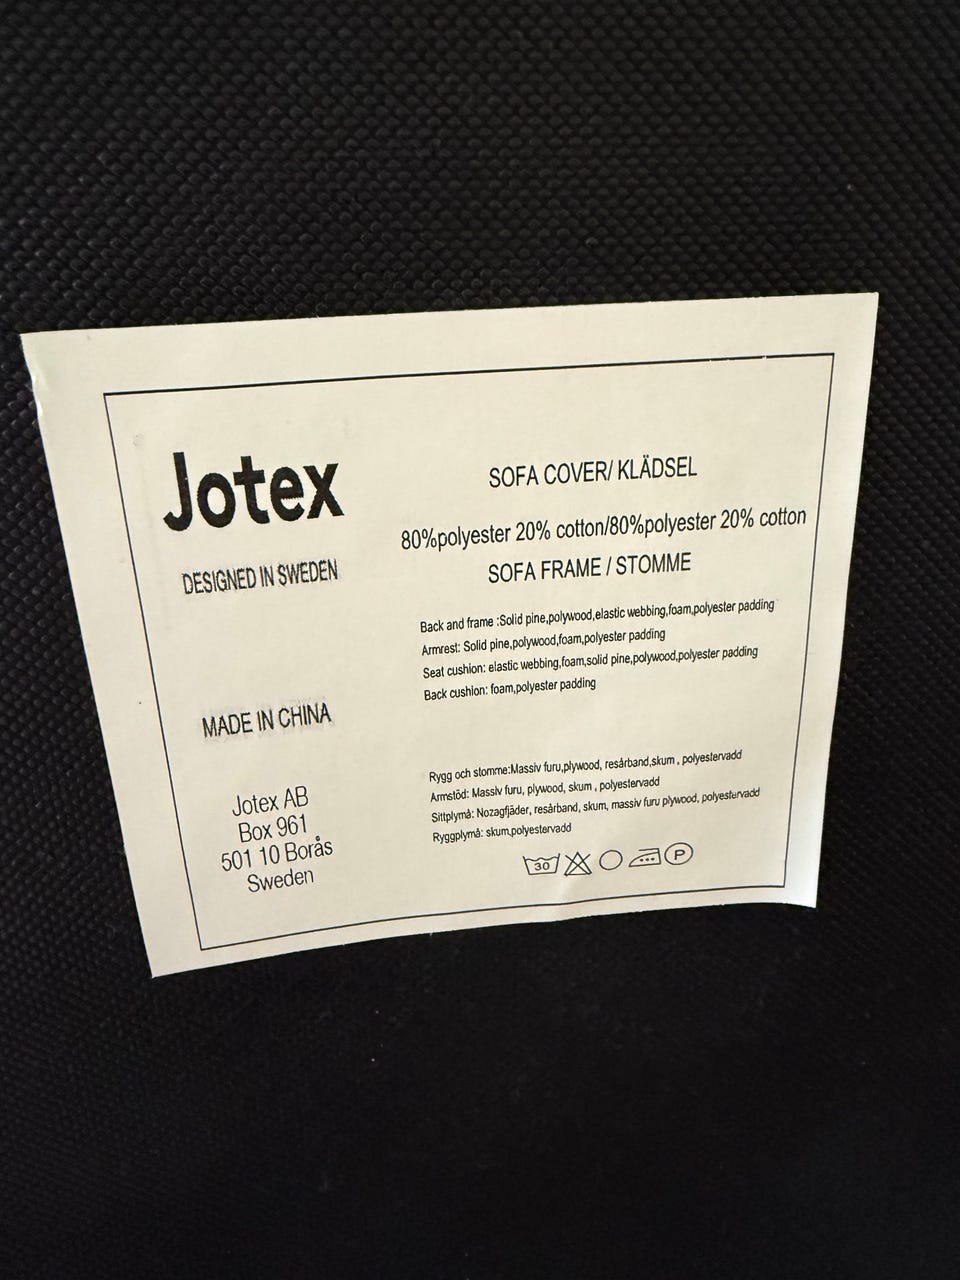 Jotex
DESIGNED IN SWEDEN
MADE IN CHINA
Jotex AB
Box 961
501 10 Borås
Sweden
SOFA COVER/ KLÄDSEL
80%polyester 20% cotton/80%polyester 20% cotton
SOFA FRAME / STOMME
Back and frame :Solid pine,polywood,elastic webbing,foam,polyester padding
Armrest: Solid pine,polywood,foam,polyester padding
Seat cushion: elastic webbing,foam,solid pine,polywood,polyester padding
Back cushion: foam,polyester padding
Rygg och stomme:Massiv furu,plywood, resårband,skum , polyestervadd
Armstöd: Massiv furu, plywood, skum , polyestervadd
Sittplymå: Nozagfjäder, resårband, skum, massiv furu plywood, polyestervadd
Ryggplymå: skum,polyestervadd
30 P